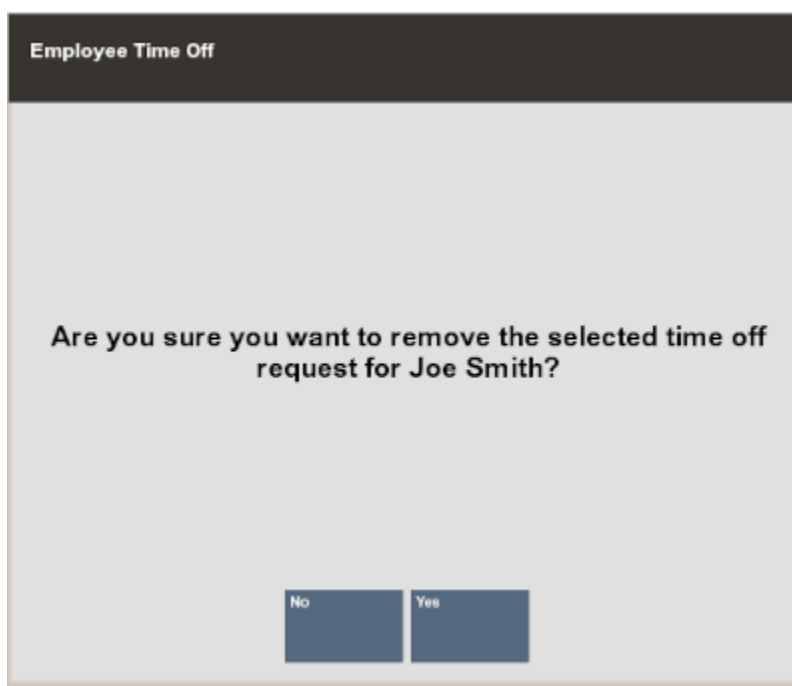 Employee Time Off
Are you sure you want to remove the selected time off
request for Joe Smith?
No
Yes